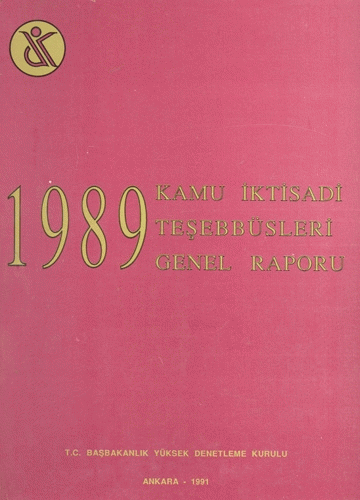 1989
KAMU İKTİSADİ
TEŞEBBÜSLERİ
GENEL RAPORU
T.C. BAŞBAKANLIK YÜKSEK DENETLEME KURULU
ANKARA - 1991